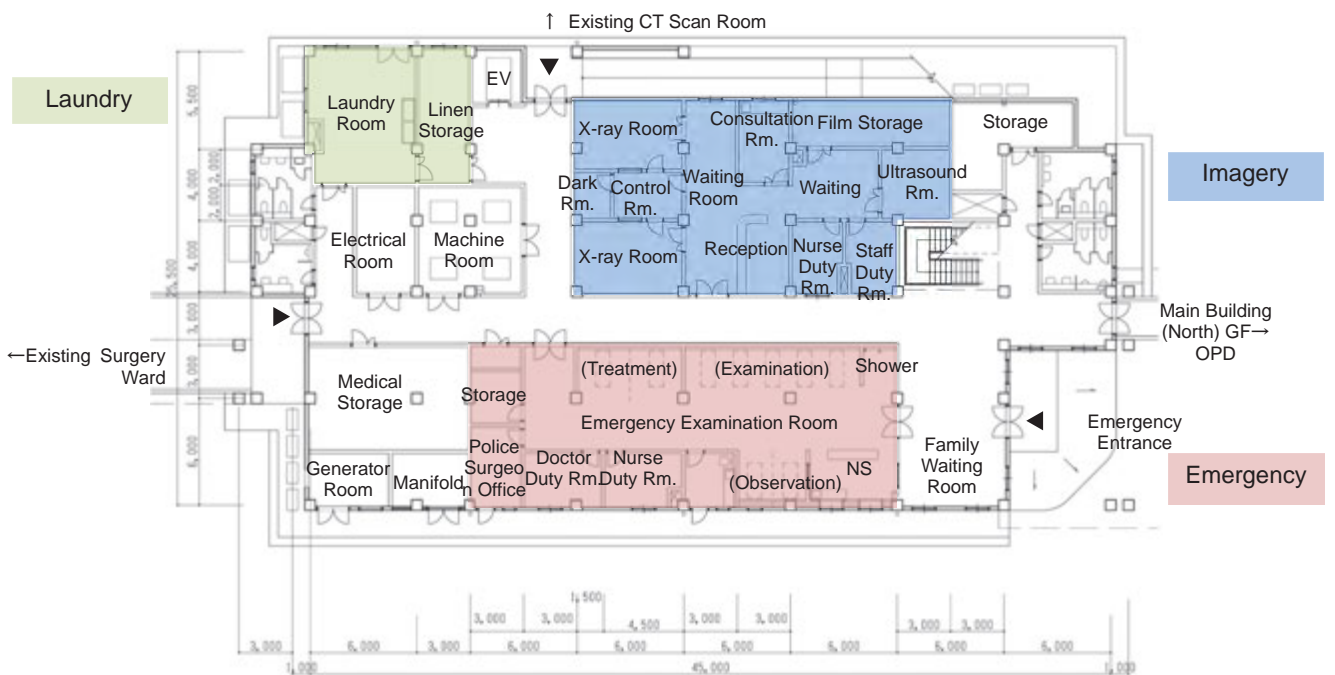 ↑ Existing CT Scan Room
Laundry
EV
Laundry
Room
Linen
Storage
X-ray Room
Consultation
Rm.
Film Storage
Storage
Imagery
Dark
Rm.
Control
Rm.
Waiting
Room
Waiting
Ultrasound
Rm.
Electrical
Room
Machine
Room
X-ray Room
Reception
Nurse
Duty
Rm.
Staff
Duty
Rm.
←Existing Surgery
Ward
Main Building
(North) GF→
OPD
Medical
Storage
Storage
(Treatment)
(Examination)
Shower
Emergency Examination Room
Police
Surgeo
n Office
Doctor
Duty Rm.
Nurse
Duty Rm.
(Observation)
NS
Family
Waiting
Room
Emergency
Entrance
Generator
Room
Manifold
Emergency
5,500
4,000
2,000
2,000
4,000
25,500
3,000
3,000
6,000
1,500
3,000
3,000
4,500
3,000
3,000
3,000
3,000
3,000
6,000
3,000
6,000
6,000
6,000
6,000
6,000
6,000
1,000
45,000
1,000